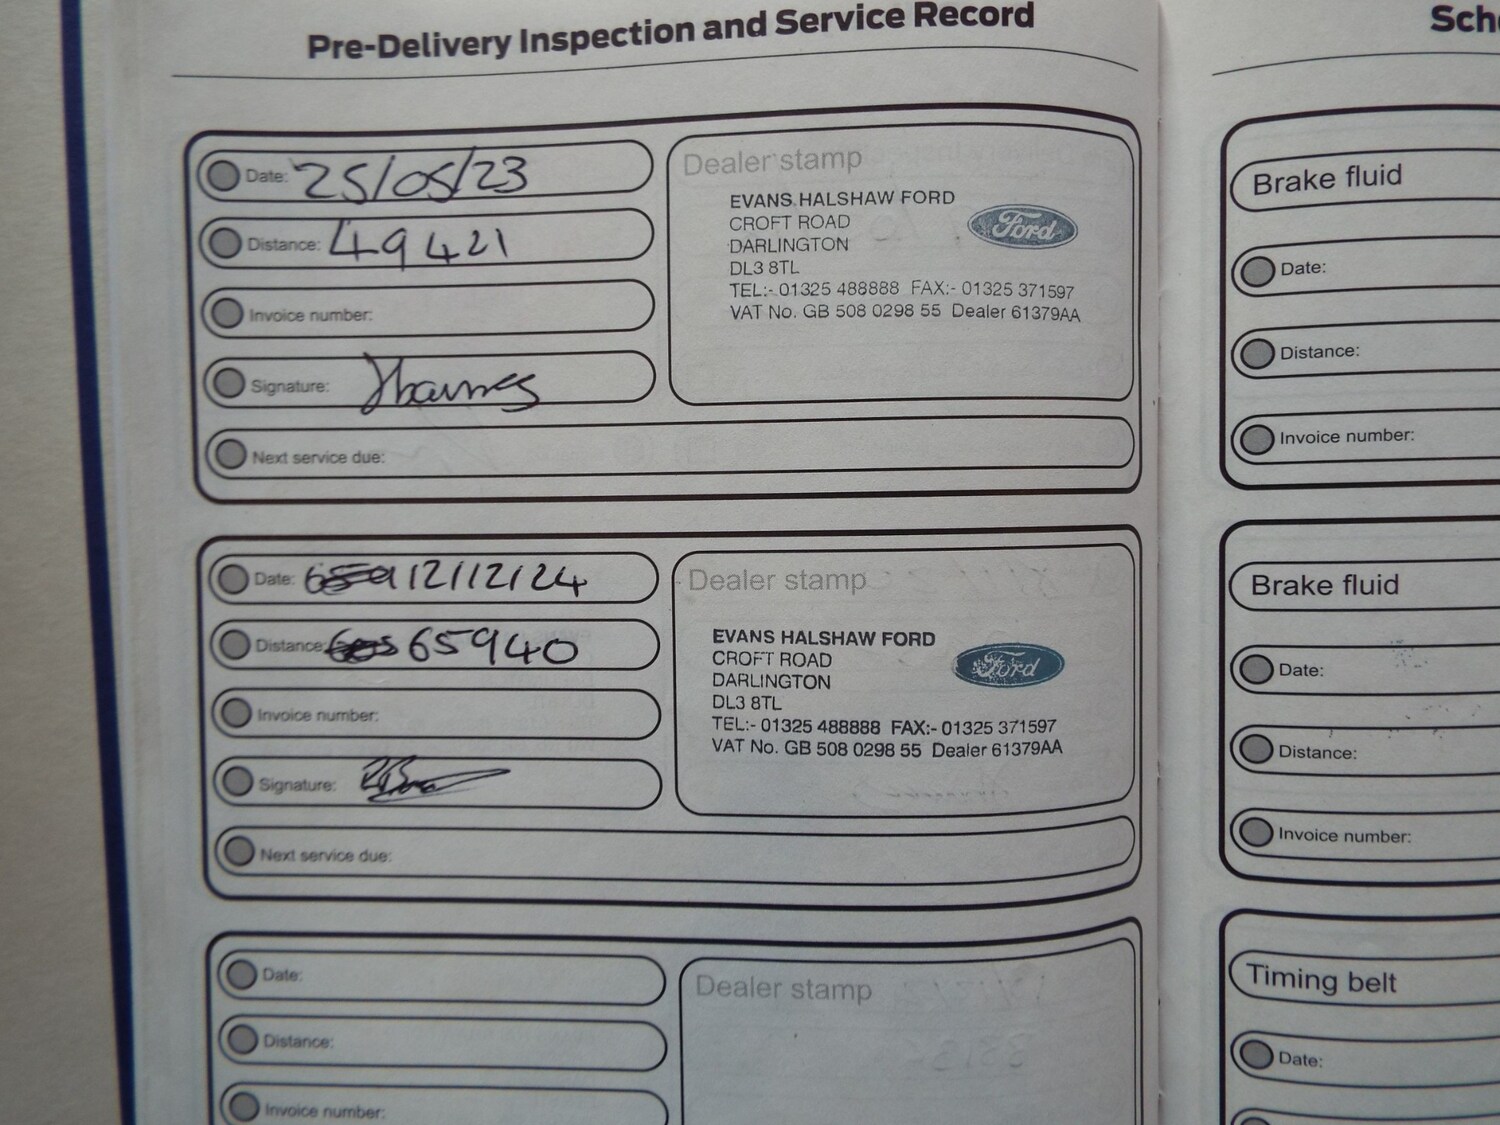 Pre-Delivery Inspection and Service Record
Date: 25/05/23
Distance: 49421
Invoice number:
Signature:
Next service due:
Dealer stamp
EVANS HALSHAW FORD
CROFT ROAD
DARLINGTON
DL3 8TL
TEL:- 01325 488888 FAX:- 01325 371597
VAT No. GB 508 0298 55 Dealer 61379AA
Ford
Date: 12/12/24
Distance: 65940
Invoice number:
Signature:
Next service due:
Dealer stamp
EVANS HALSHAW FORD
CROFT ROAD
DARLINGTON
DL3 8TL
TEL:- 01325 488888 FAX:- 01325 371597
VAT No. GB 508 0298 55 Dealer 61379AA
Ford
Date:
Distance:
Invoice number:
Dealer stamp
Brake fluid
Date:
Distance:
Invoice number:
Brake fluid
Date:
Distance:
Invoice number:
Timing belt
Date: